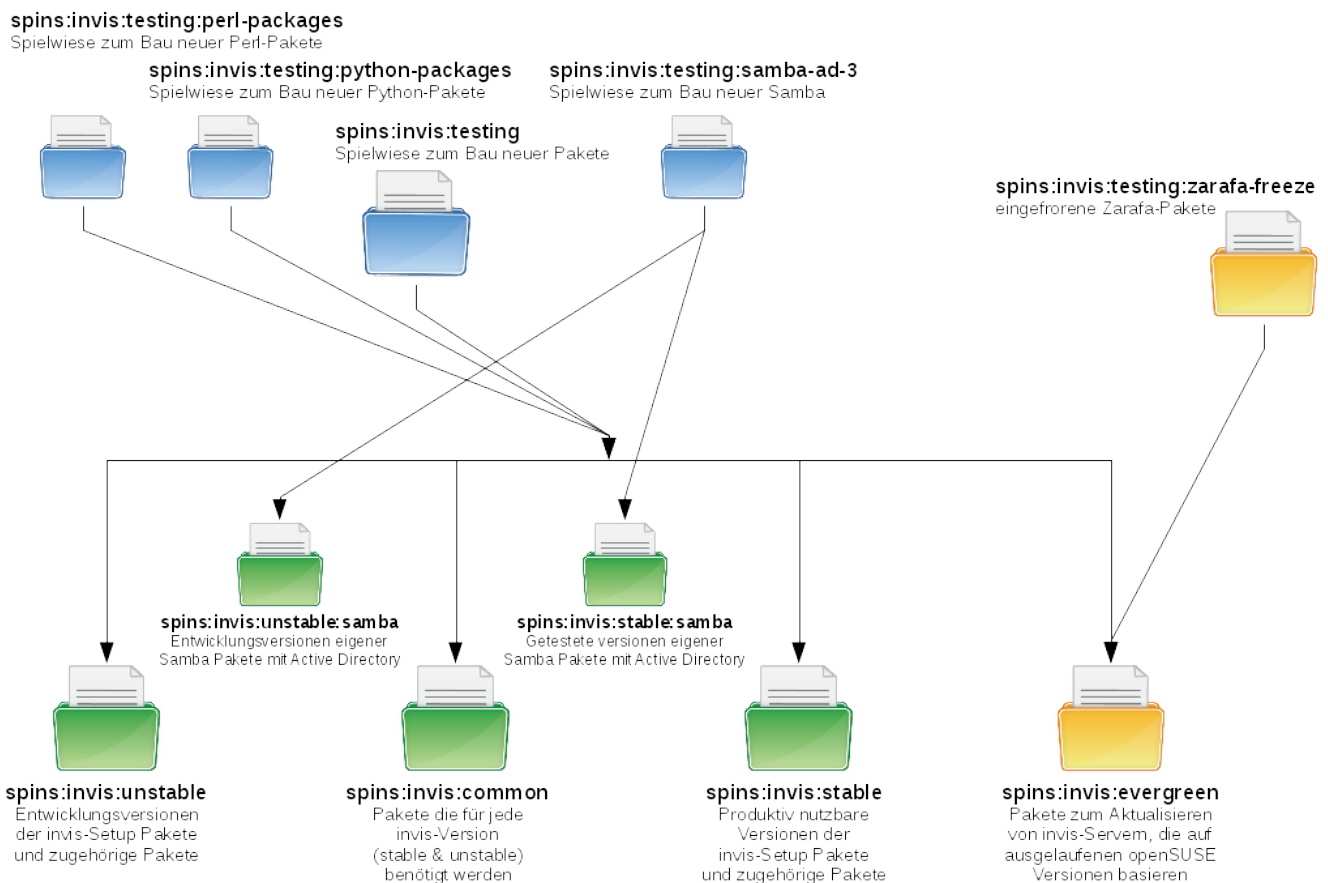 spins:invis:testing:perl-packages
Spielwiese zum Bau neuer Perl-Pakete
spins:invis:testing:python-packages
Spielwiese zum Bau neuer Python-Pakete
spins:invis:testing:samba-ad-3
Spielwiese zum Bau neuer Samba
spins:invis:testing
Spielwiese zum Bau neuer Pakete
spins:invis:testing:zarafa-freeze
eingefrorene Zarafa-Pakete
spins:invis:unstable:samba
Entwicklungsversionen eigener
Samba Pakete mit Active Directory
spins:invis:stable:samba
Getestete versionen eigener
Samba Pakete mit Active Directory
spins:invis:unstable
Entwicklungsversionen
der invis-Setup Pakete
und zugehörige Pakete
spins:invis:common
Pakete die für jede
invis-Version
(stable & unstable)
benötigt werden
spins:invis:stable
Produktiv nutzbare
Versionen der
invis-Setup Pakete
und zugehörige Pakete
spins:invis:evergreen
Pakete zum Aktualisieren
von invis-Servern, die auf
ausgelaufenen openSUSE
Versionen basieren